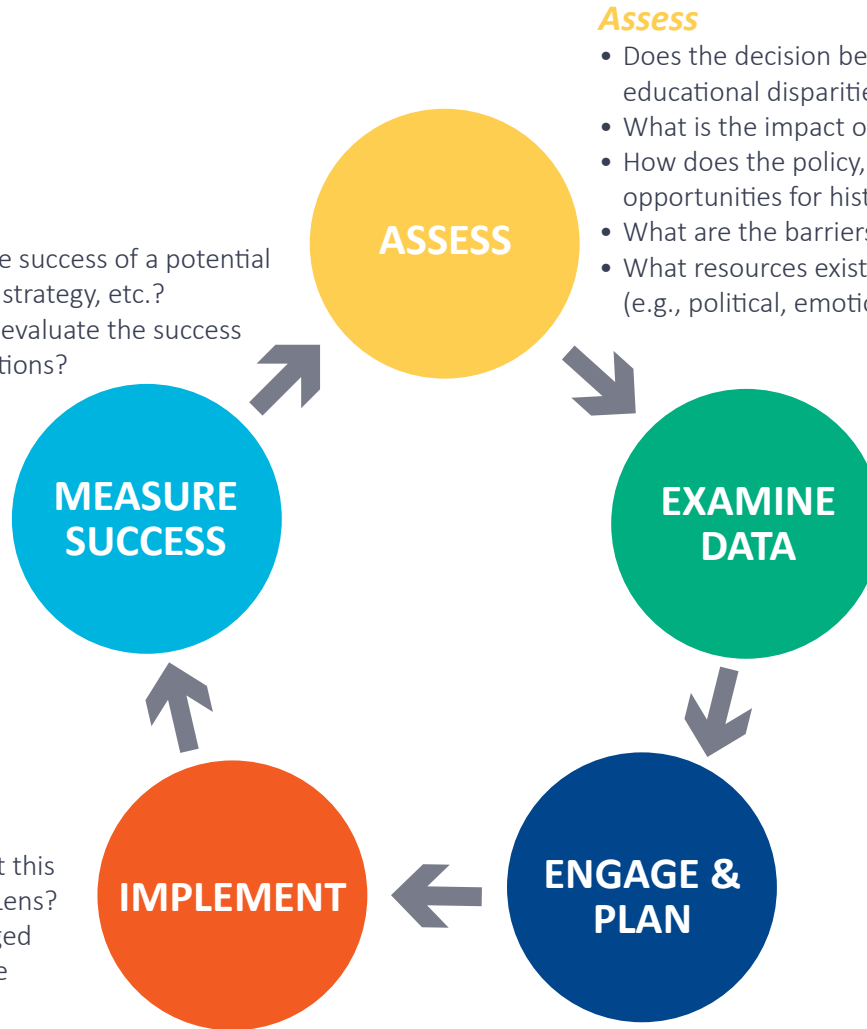 Assess
• Does the decision be
educational disparitie
• What is the impact o
• How does the policy,
opportunities for hist
• What are the barriers
• What resources exist
(e.g., political, emotio
ASSESS
e success of a potential
strategy, etc.?
evaluate the success
tions?
MEASURE
SUCCESS
EXAMINE
DATA
t this
Lens?
ged
e
IMPLEMENT
ENGAGE &
PLAN